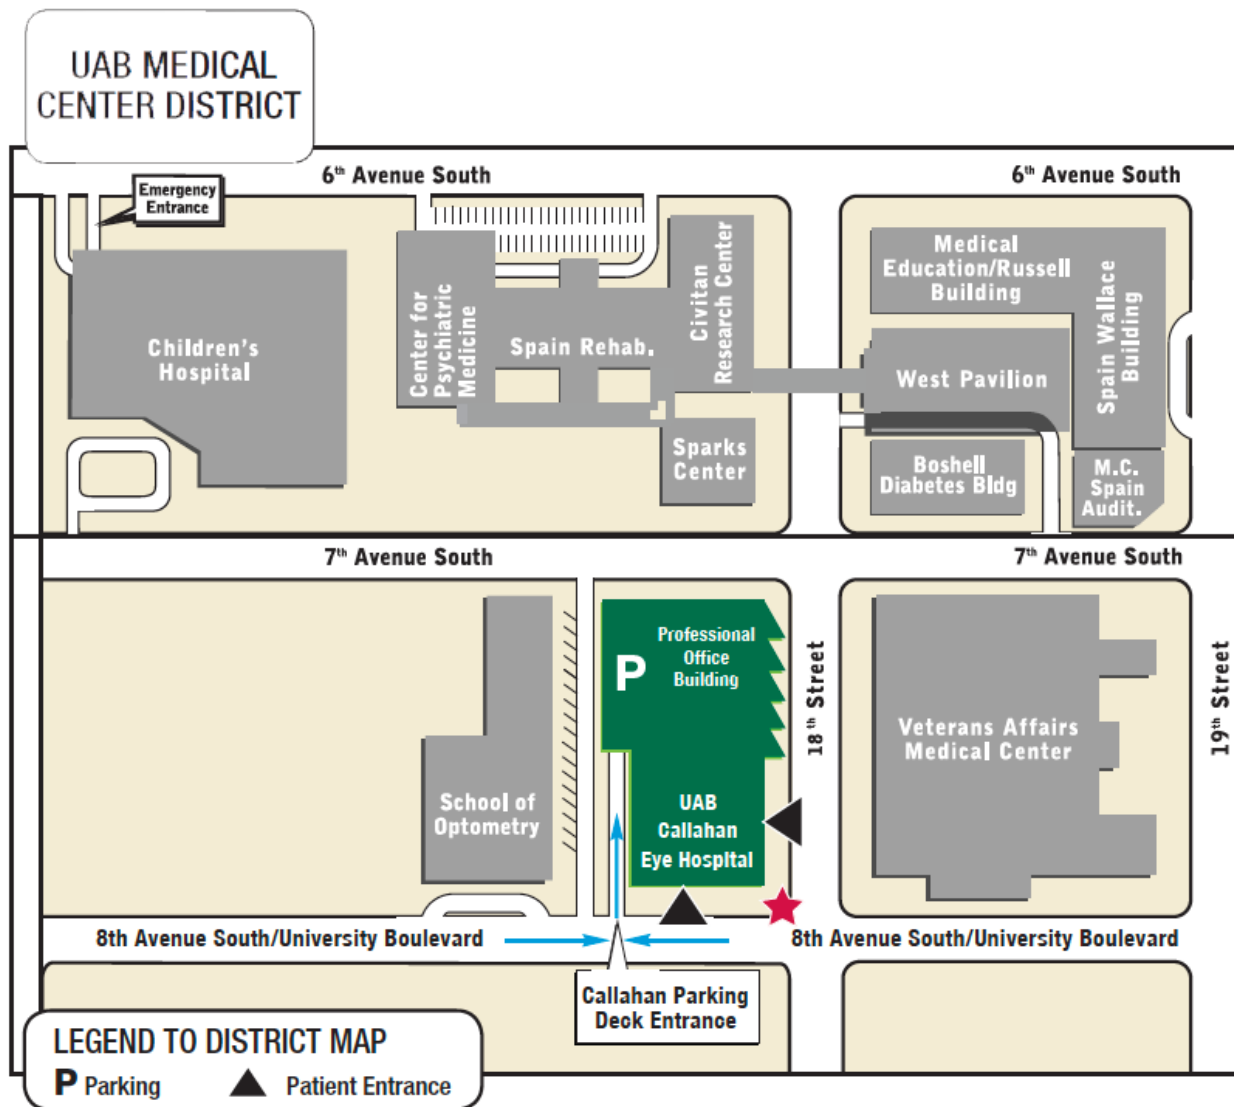 UAB MEDICAL
CENTER DISTRICT
6th Avenue South
6th Avenue South
Emergency
Entrance
Children's
Hospital
Center for
Psychiatric
Medicine
Spain Rehab.
Civitan
Research Center
Sparks
Center
Medical
Education/Russell
Building
Spain Wallace
Building
West Pavilion
Boshell
Diabetes Bldg
M.C.
Spain
Audit.
7th Avenue South
7th Avenue South
School of
Optometry
P
Professional
Office
Building
UAB
Callahan
Eye Hospital
18th Street
Veterans Affairs
Medical Center
19th Street
8th Avenue South/University Boulevard
8th Avenue South/University Boulevard
Callahan Parking
Deck Entrance
LEGEND TO DISTRICT MAP
P Parking
Patient Entrance